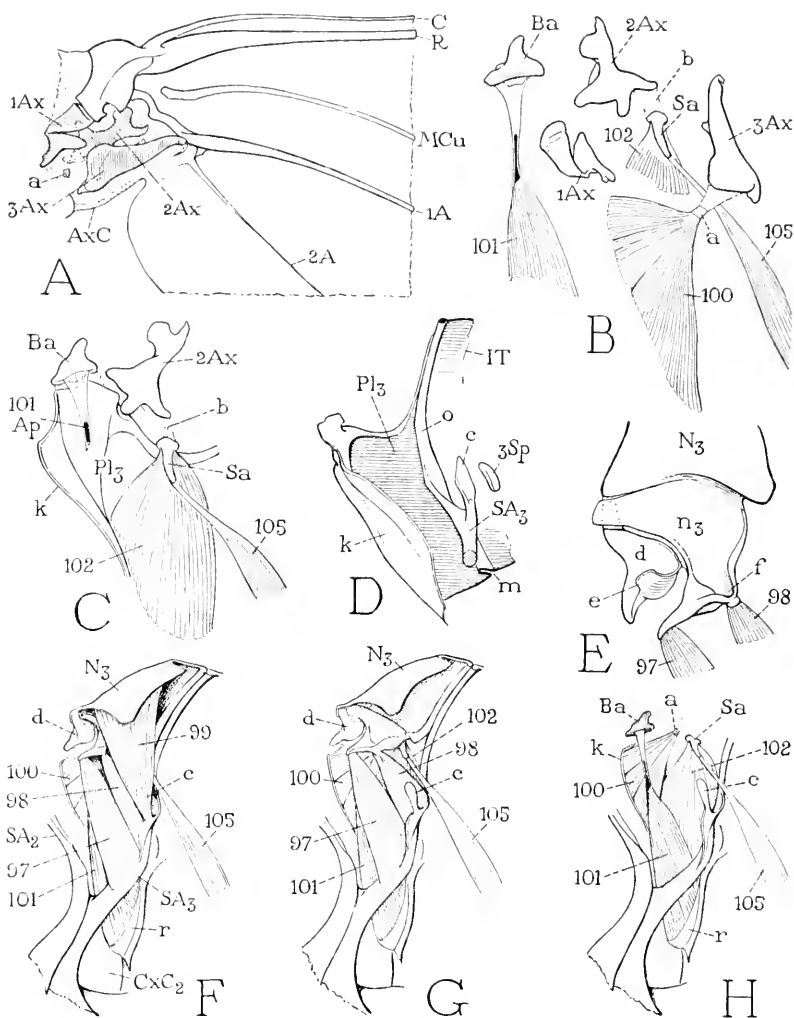 C
R
1Ax
MCu
a
3Ax
2Ax
1A
AxC
2A
A
Ba
2Ax
b
Sa
3Ax
102
1Ax
101
a
105
100
B
Ba
2Ax
101
Ap
b
Pl3
Sa
k
102
105
C
IT
Pl3
o
c
3Sp
SA3
k
m
D
N3
n3
d
f
e
98
97
E
N3
d
99
100
98
c
SA2
105
97
101
SA3
r
CxC2
F
N3
d
102
98
100
c
105
97
101
G
Ba
a
Sa
k
102
100
c
101
105
r
H